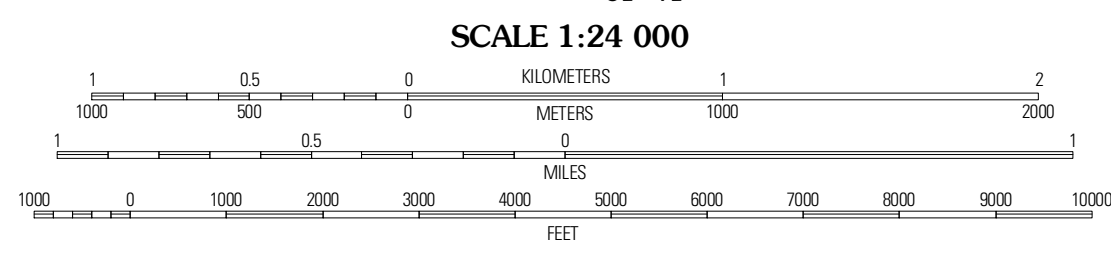 SCALE 1:24 000
1 0.5 0 KILOMETERS 1 2
1000 500 0 METERS 1000 2000
1 0.5 0 1
MILES
1000 0 1000 2000 3000 4000 5000 6000 7000 8000 9000 10000
FEET